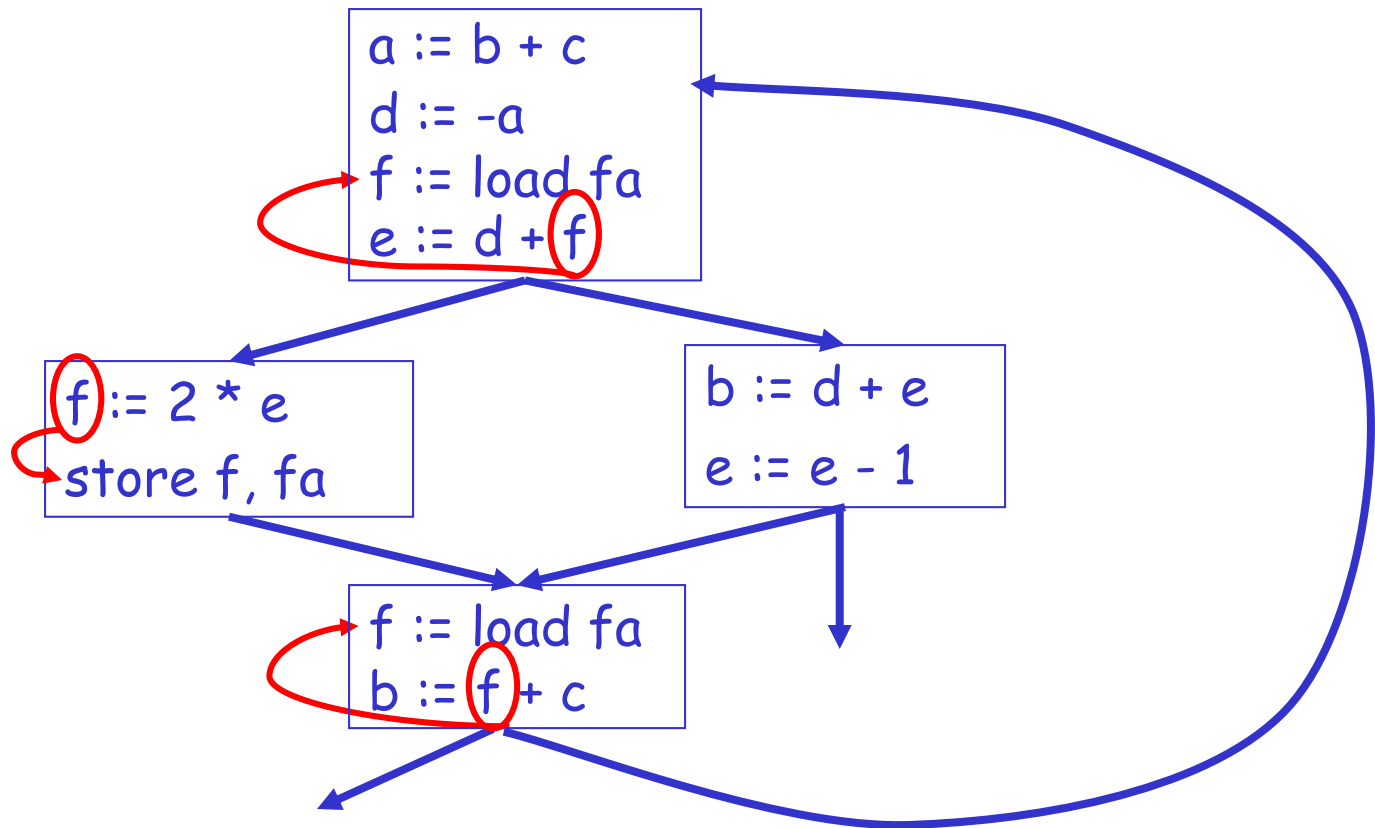 a := b + c
d := -a
f := load fa
e := d + f
f := 2 * e
store f, fa
b := d + e
e := e - 1
f := load fa
b := f + c